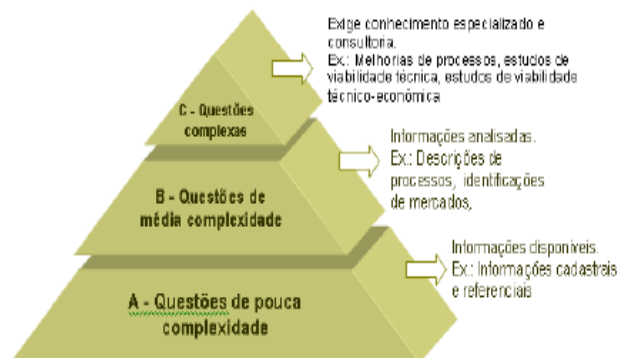 Exige conhecimento especializado e
consultoria.
Ex.: Melhorias de processos, estudos de
viabilidade técnica, estudos de viabilidade
técnico-econômica
C - Questões
complexas
Informações analisadas.
Ex.: Descrições de
processos, identificações
de mercados,
B - Questões de
média complexidade
Informações disponíveis.
Ex.: Informações cadastrais
e referenciais
A - Questões de pouca
complexidade